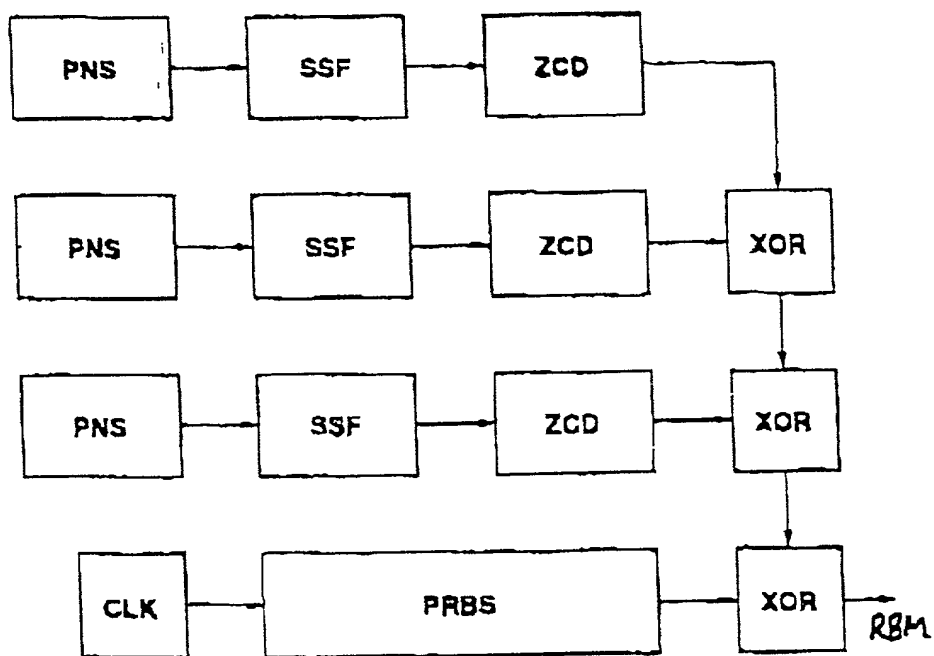 PNS SSF ZCD
PNS SSF ZCD XOR
PNS SSF ZCD XOR
CLK PRBS XOR
RBM